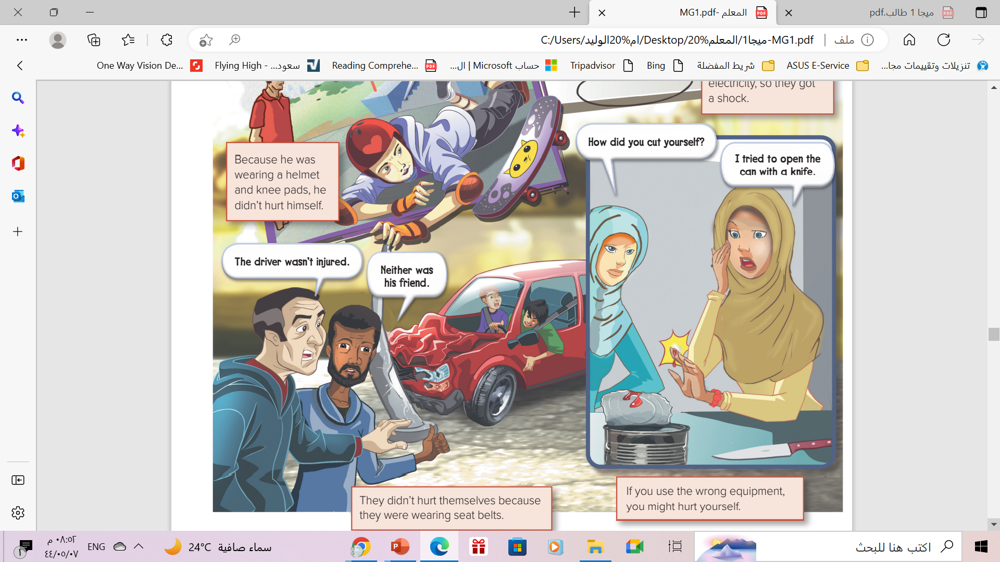 ميجا 1 طالب.pdf
المعلم -MG1.pdf
ملف
C:/Users/ام%20الوليد/Desktop/ميجا1/المعلم%20-MG1.pdf
تنزيلات وتقييمات مجا...
ASUS E-Service
شريط المفضلة
Bing
Tripadvisor
حساب Microsoft | ال...
Reading Comprehe...
Flying High - سعود...
One Way Vision De...
electricity, so they got
a shock.
How did you cut yourself?
I tried to open the
can with a knife.
Because he was
wearing a helmet
and knee pads, he
didn't hurt himself.
The driver wasn't injured.
Neither was
his friend.
They didn't hurt themselves because
they were wearing seat belts.
If you use the wrong equipment,
you might hurt yourself.
اكتب هنا للبحث
سماء صافية
24°C
ENG
٠٨:٥٢ م
٤٤/٠٥/٠٧
١